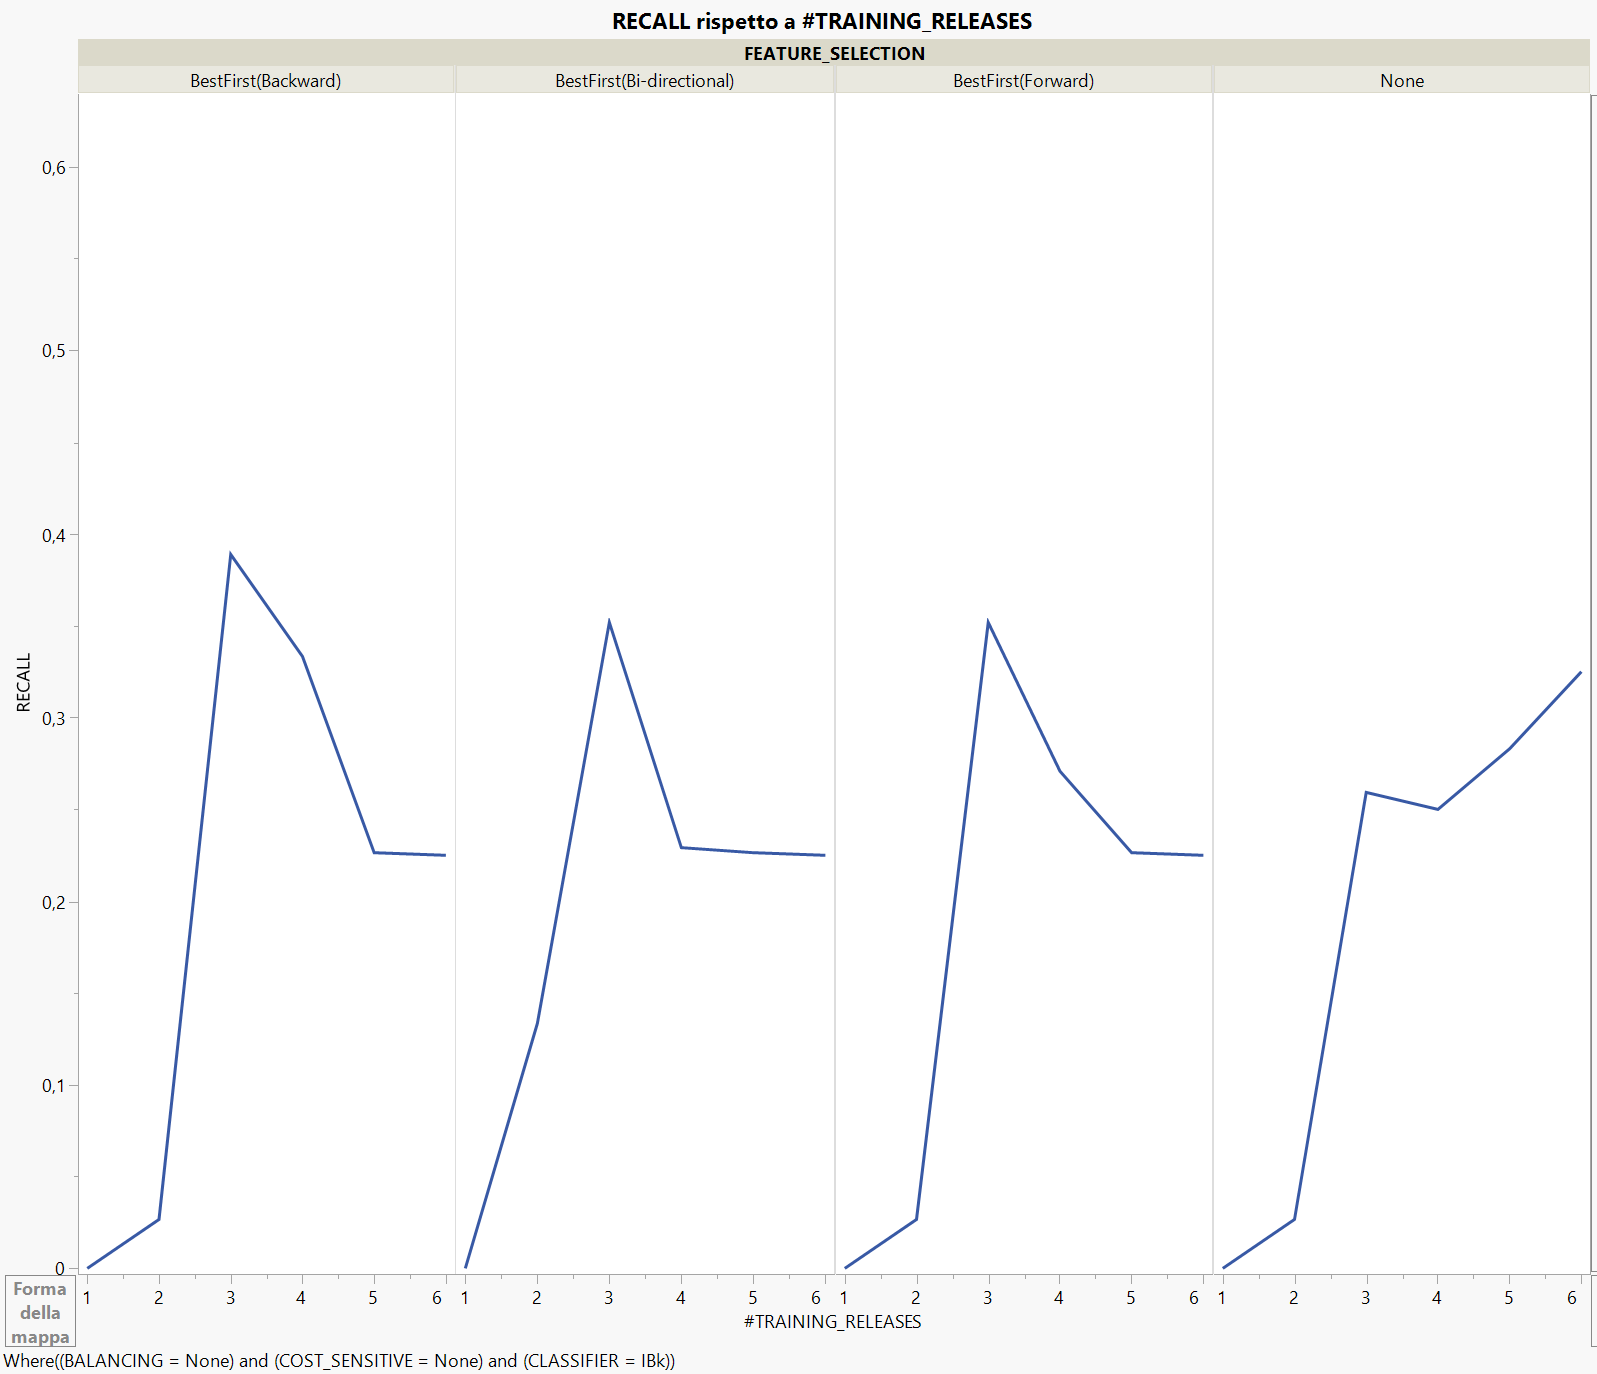 RECALL rispetto a #TRAINING_RELEASES
FEATURE_SELECTION
BestFirst(Backward) BestFirst(Bi-directional) BestFirst(Forward) None
0,6
0,5
0,4
0,3
0,2
0,1
0
RECALL
1 2 3 4 5 6 1 2 3 4 5 6 1 2 3 4 5 6 1 2 3 4 5 6
#TRAINING_RELEASES
Forma
della
mappa
Where((BALANCING = None) and (COST_SENSITIVE = None) and (CLASSIFIER = IBk))